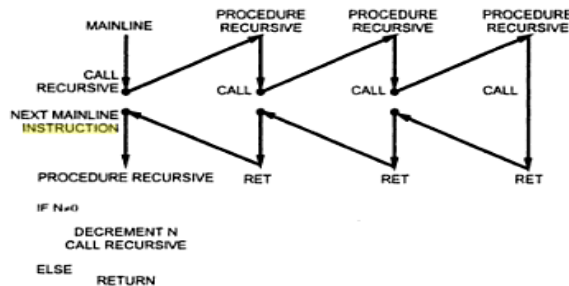 MAINLINE
PROCEDURE
RECURSIVE
PROCEDURE
RECURSIVE
PROCEDURE
RECURSIVE
CALL
RECURSIVE
CALL
CALL
CALL
NEXT MAINLINE
INSTRUCTION
PROCEDURE RECURSIVE
RET
RET
RET
IF N≠0
DECREMENT N
CALL RECURSIVE
ELSE
RETURN